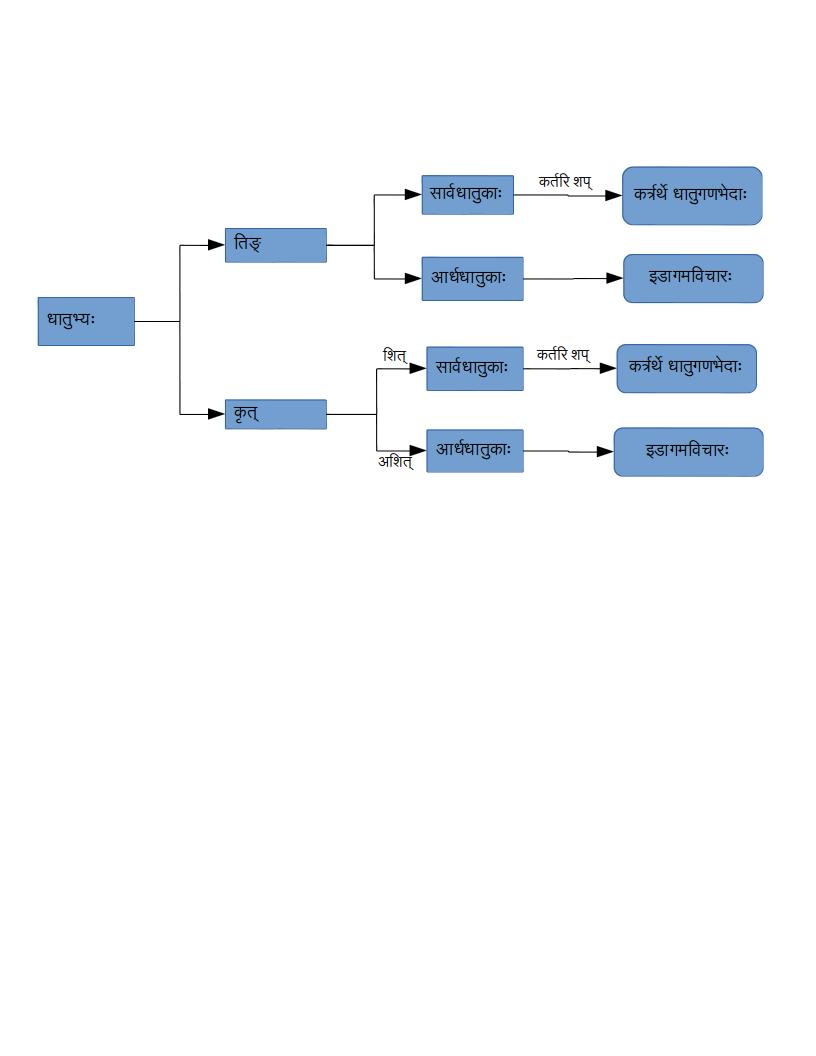 धातुभ्यः
तिङ्
सार्वधातुकाः
कर्तरि शप्
कर्त्रर्थे धातुगणभेदाः
आर्धधातुकाः
इडागमविचारः
कृत्
शित्
सार्वधातुकाः
कर्तरि शप्
कर्त्रर्थे धातुगणभेदाः
अशित्
आर्धधातुकाः
इडागमविचारः